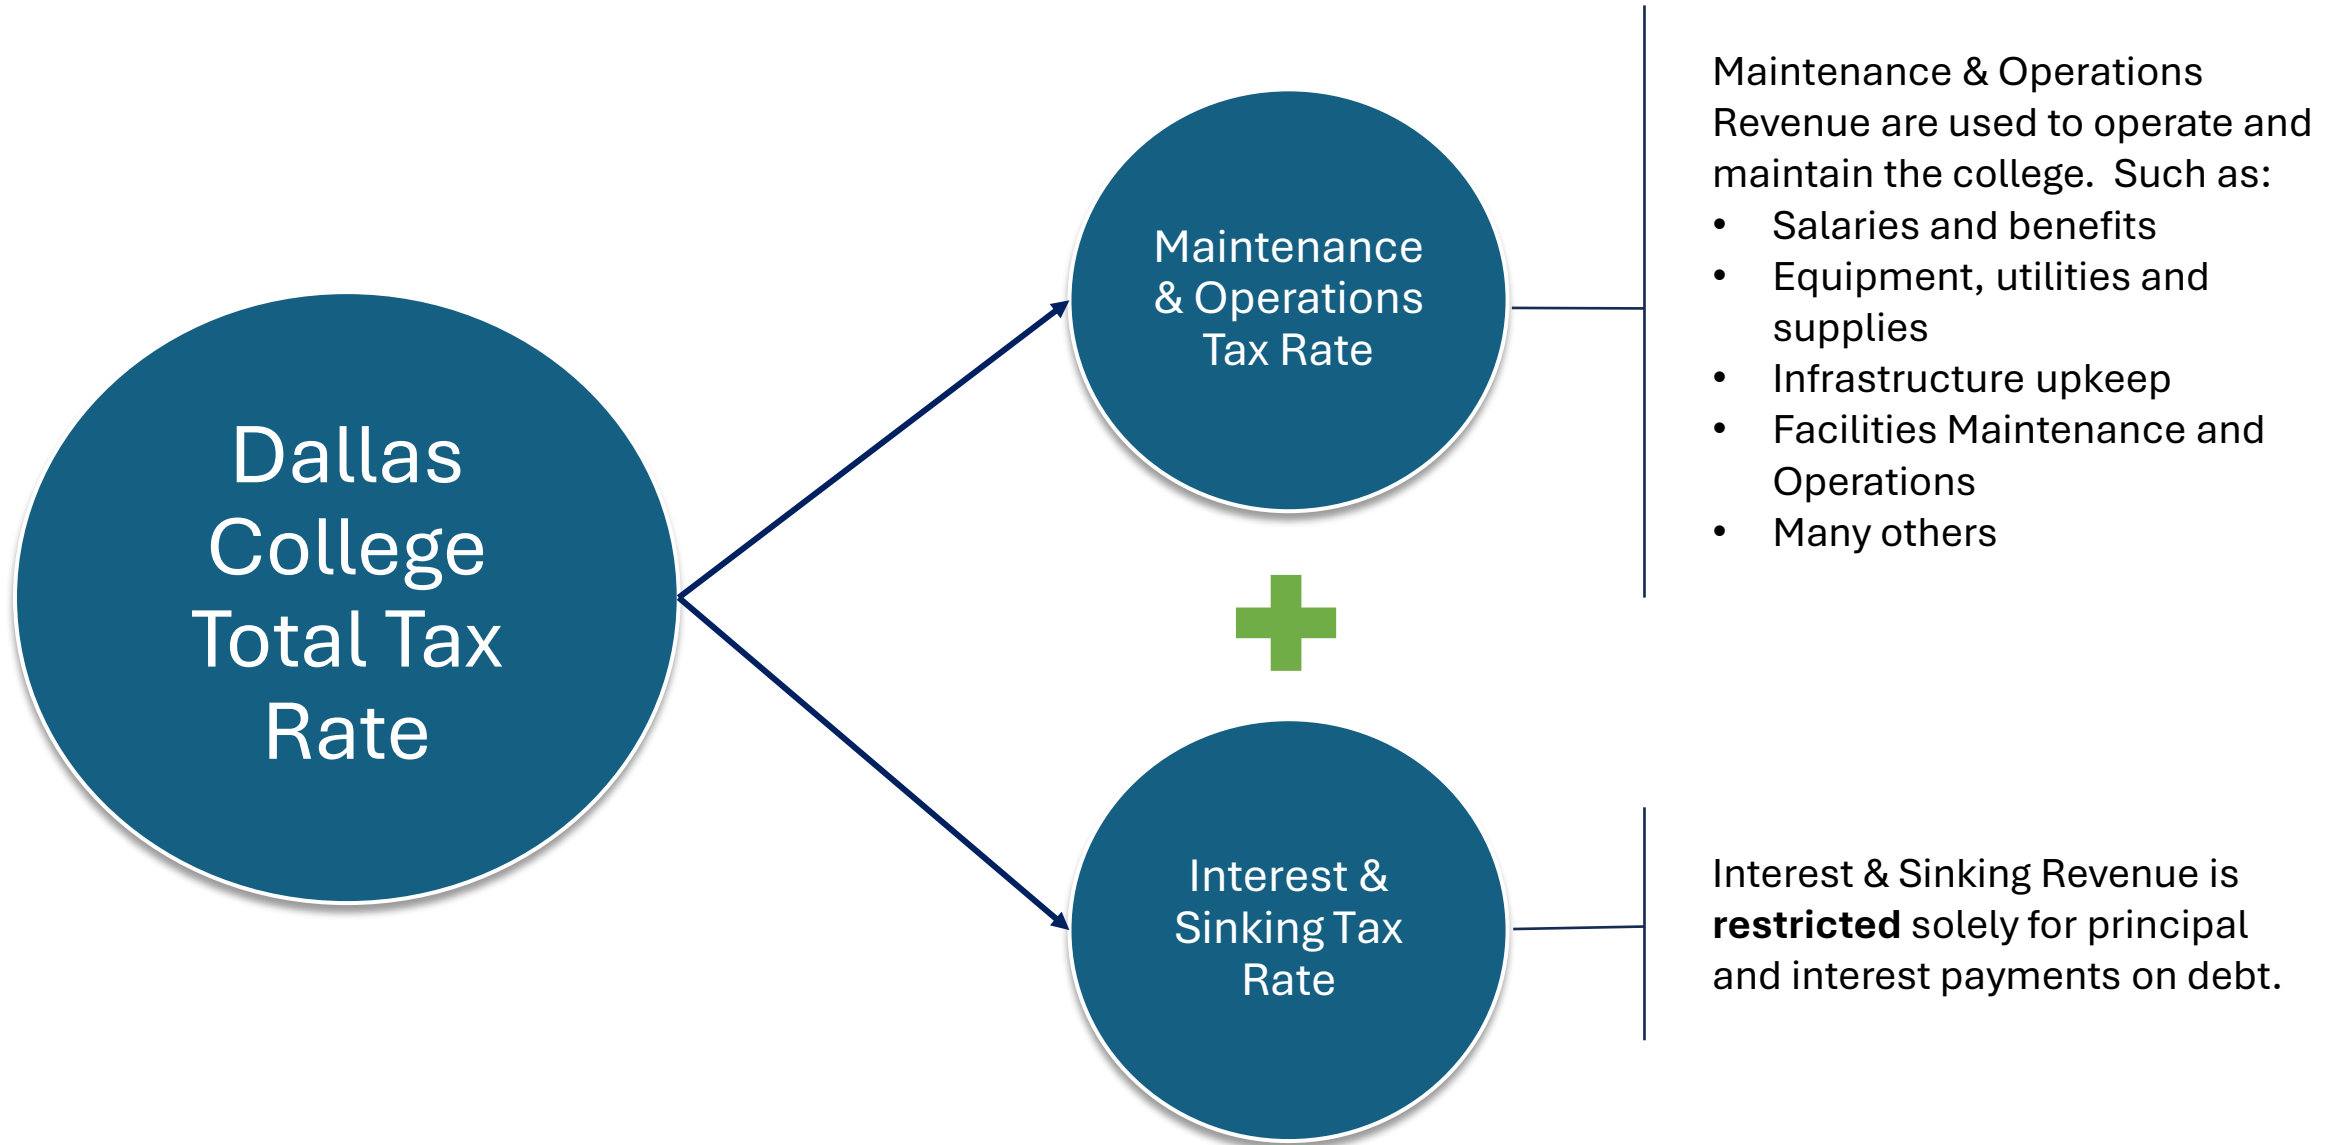 Dallas
College
Total Tax
Rate
Maintenance
& Operations
Tax Rate
Maintenance & Operations
Revenue are used to operate and
maintain the college.  Such as:
• Salaries and benefits
• Equipment, utilities and
supplies
• Infrastructure upkeep
• Facilities Maintenance and
Operations
• Many others
Interest &
Sinking Tax
Rate
Interest & Sinking Revenue is
restricted solely for principal
and interest payments on debt.